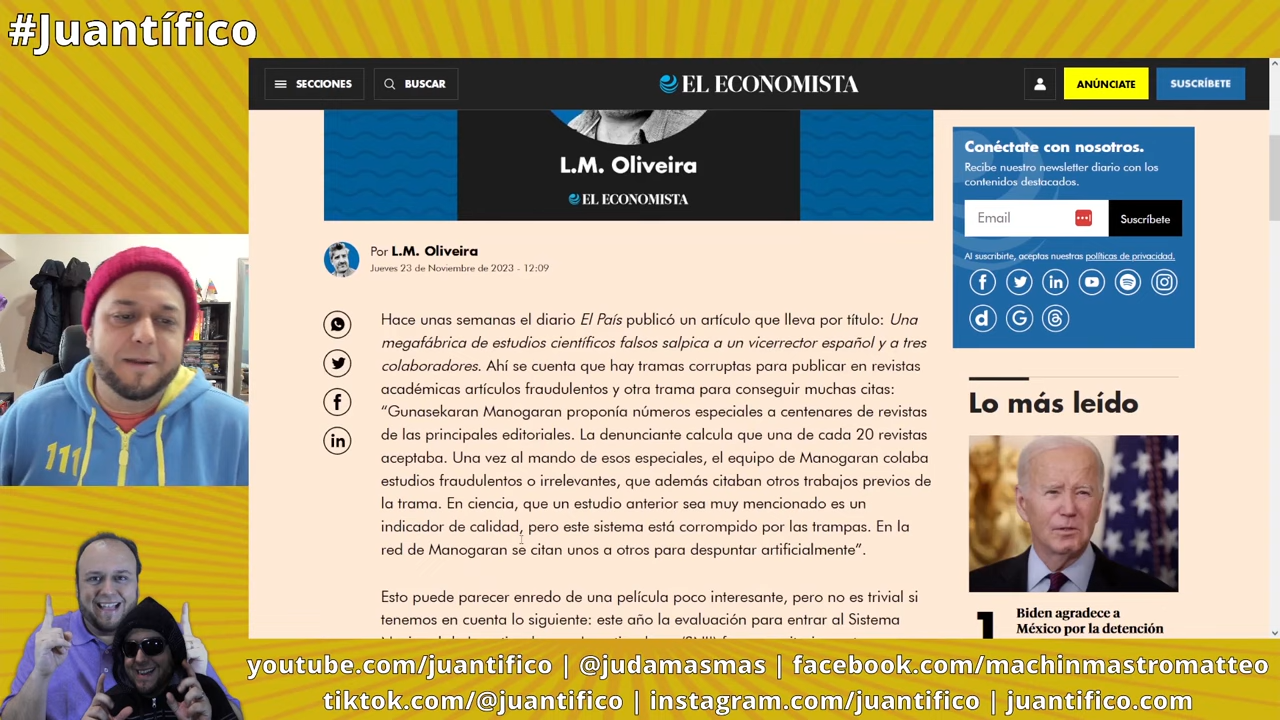 #Juantífico
SECCIONES
BUSCAR
EL ECONOMISTA
ANÚNCIATE
SUSCRÍBETE
L.M. Oliveira
EL ECONOMISTA
Por L.M. Oliveira
Jueves 23 de Noviembre de 2023 - 12:09
Hace unas semanas el diario El País publicó un artículo que lleva por título: Una
megafábrica de estudios científicos falsos salpica a un vicerrector español y a tres
colaboradores. Ahí se cuenta que hay tramas corruptas para publicar en revistas
académicas artículos fraudulentos y otra trama para conseguir muchas citas:
“Gunasekaran Manogaran proponía números especiales a centenares de revistas
de las principales editoriales. La denunciante calcula que una de cada 20 revistas
aceptaba. Una vez al mando de esos especiales, el equipo de Manogaran colaba
estudios fraudulentos o irrelevantes, que además citaban otros trabajos previos de
la trama. En ciencia, que un estudio anterior sea muy mencionado es un
indicador de calidad, pero este sistema está corrompido por las trampas. En la
red de Manogaran se citan unos a otros para despuntar artificialmente”.
Esto puede parecer enredo de una película poco interesante, pero no es trivial si
tenemos en cuenta lo siguiente: este año la evaluación para entrar al Sistema
Conéctate con nosotros.
Recibe nuestro newsletter diario con los
contenidos destacados.
Email
Suscríbete
Al suscribirte, aceptas nuestras políticas de privacidad.
Lo más leído
1
Biden agradece a
México por la detención
111
youtube.com/juantifico | @judamasmas | facebook.com/machinmastromatteo
tiktok.com/@juantifico | instagram.com/juantifico | juantifico.com